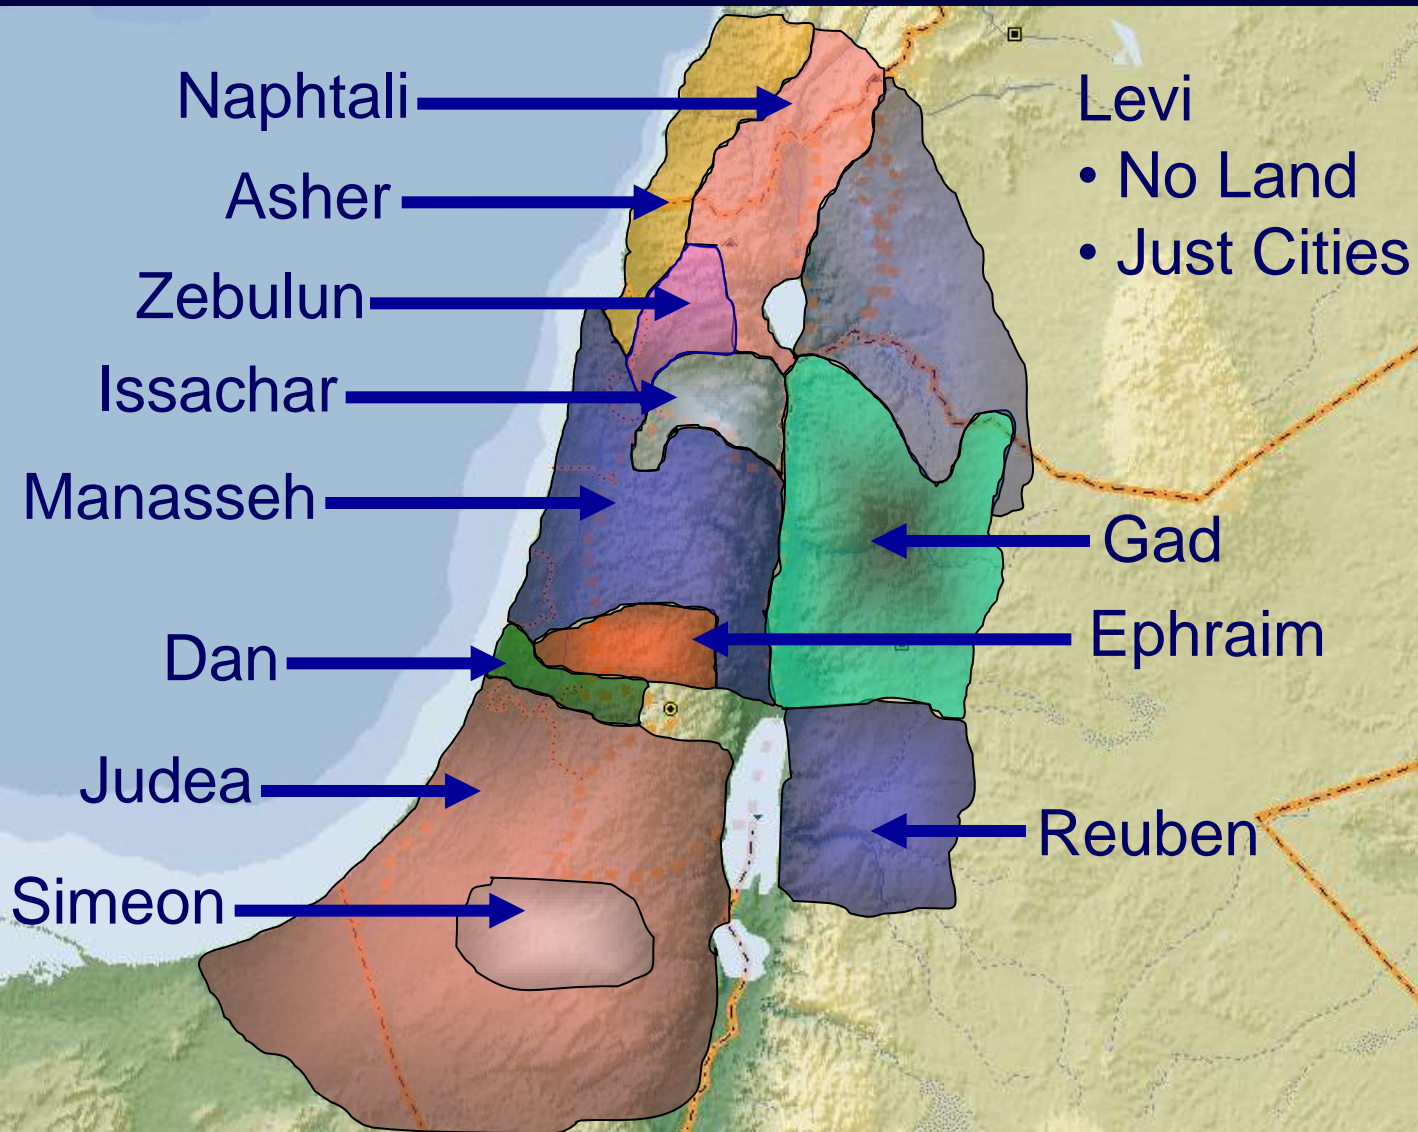 Naphtali
Asher
Zebulun
Issachar
Manasseh
Dan
Judea
Simeon
Levi
• No Land
• Just Cities
Gad
Ephraim
Reuben